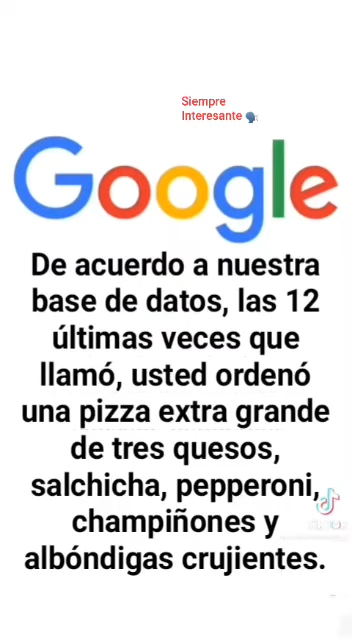 Siempre
Interesante
Google
De acuerdo a nuestra
base de datos, las 12
últimas veces que
llamó, usted ordenó
una pizza extra grande
de tres quesos,
salchicha, pepperoni,
champiñones y
albóndigas crujientes.